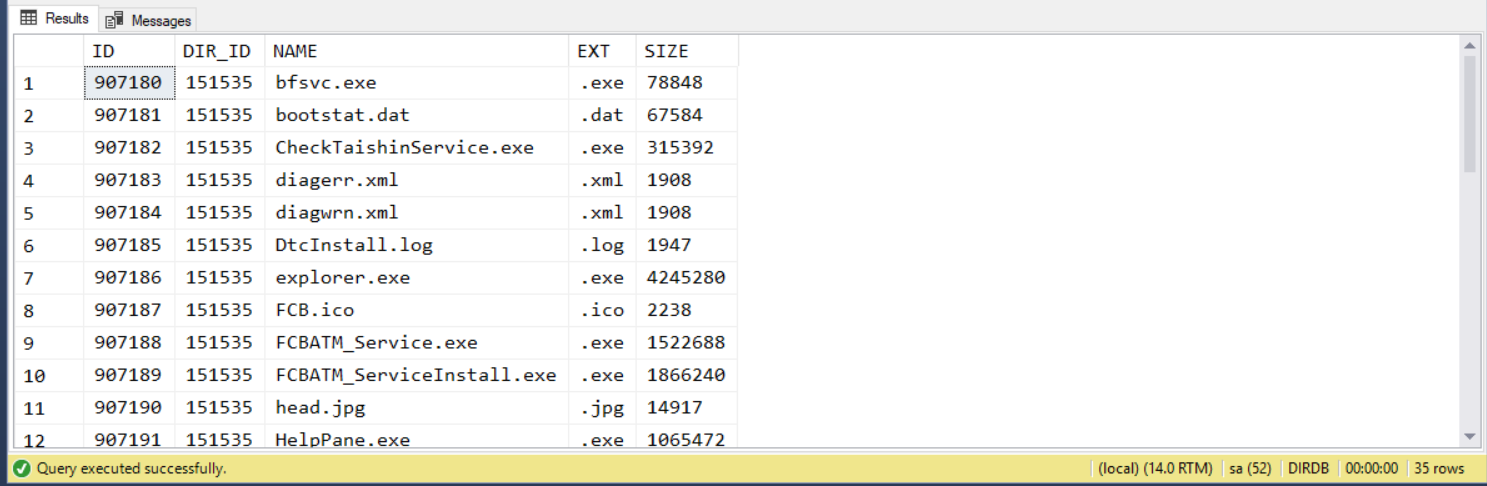 Results Messages
ID DIR_ID NAME EXT SIZE
1 907180 151535 bfsvc.exe .exe 78848
2 907181 151535 bootstat.dat .dat 67584
3 907182 151535 CheckTaishinService.exe .exe 315392
4 907183 151535 diagerr.xml .xml 1908
5 907184 151535 diagwrn.xml .xml 1908
6 907185 151535 DtcInstall.log .log 1947
7 907186 151535 explorer.exe .exe 4245280
8 907187 151535 FCB.ico .ico 2238
9 907188 151535 FCBATM_Service.exe .exe 1522688
10 907189 151535 FCBATM_ServiceInstall.exe .exe 1866240
11 907190 151535 head.jpg .jpg 14917
12 907191 151535 HelpPane.exe .exe 1065472
Query executed successfully. (local) (14.0 RTM) sa (52) DIRDB 00:00:00 35 rows